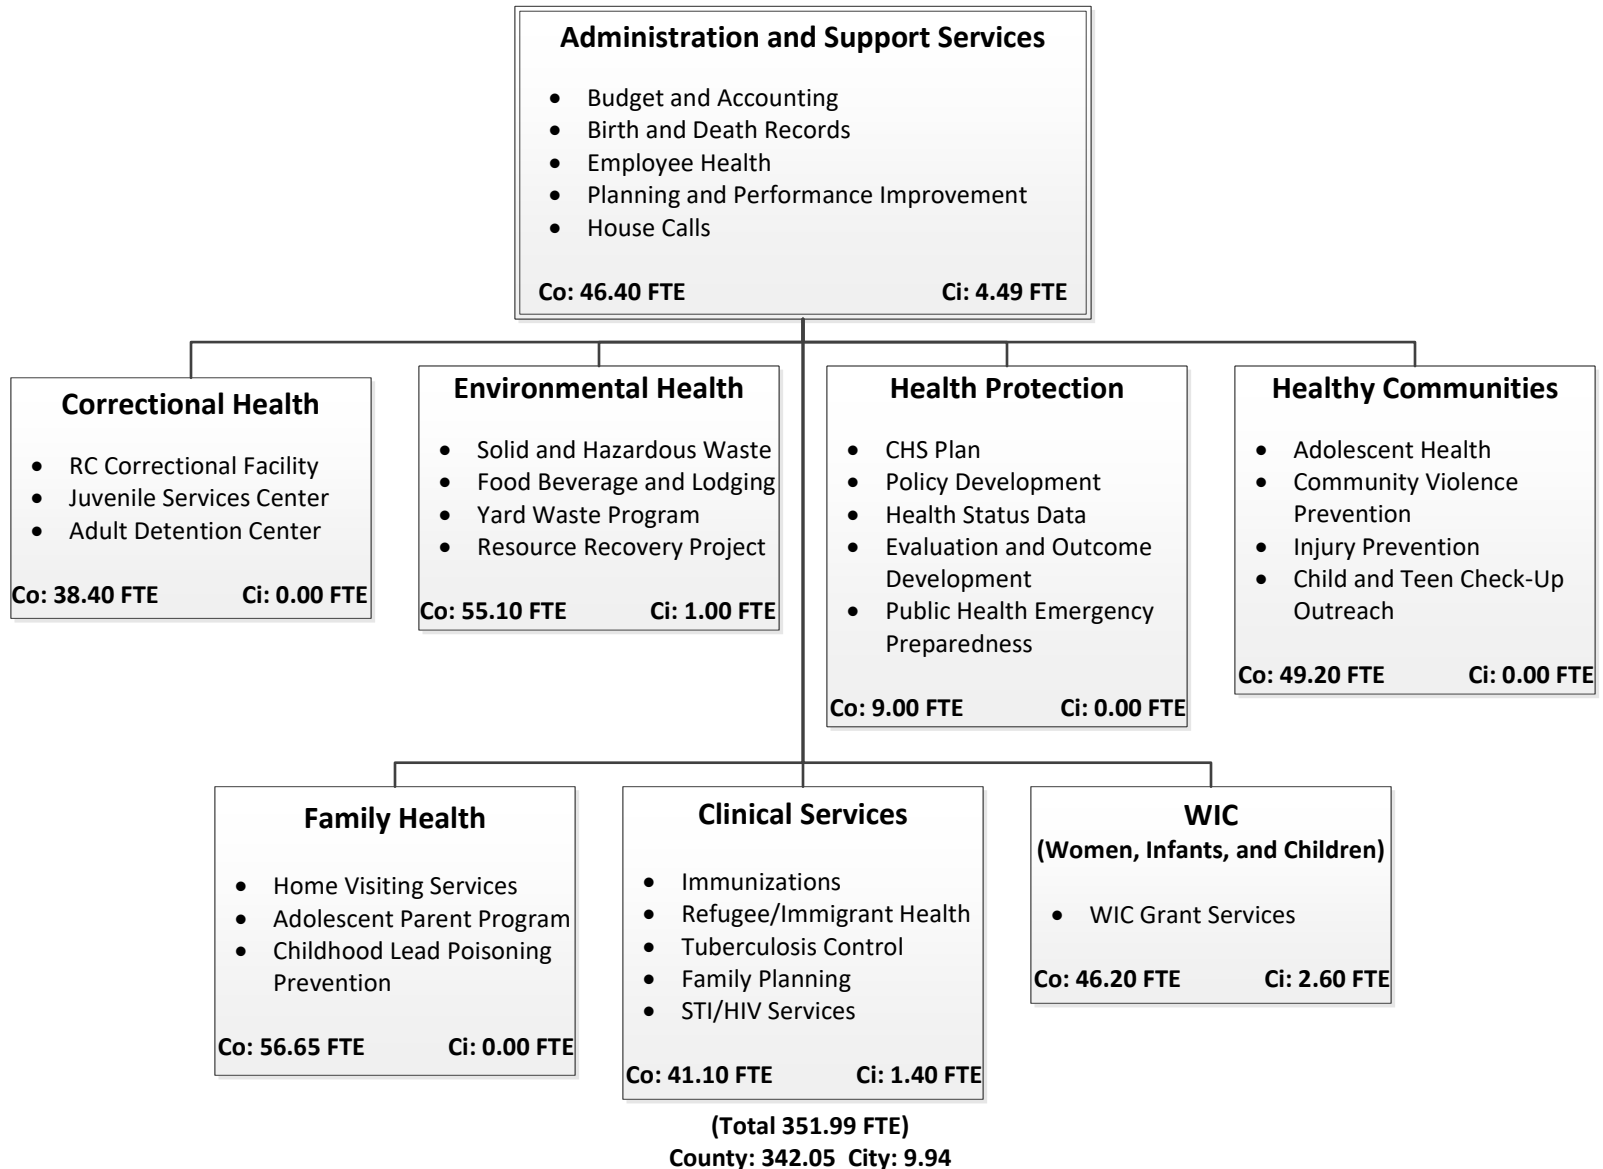 Administration and Support Services
• Budget and Accounting
• Birth and Death Records
• Employee Health
• Planning and Performance Improvement
• House Calls
Co: 46.40 FTE Ci: 4.49 FTE
Correctional Health
• RC Correctional Facility
• Juvenile Services Center
• Adult Detention Center
Co: 38.40 FTE Ci: 0.00 FTE
Environmental Health
• Solid and Hazardous Waste
• Food Beverage and Lodging
• Yard Waste Program
• Resource Recovery Project
Co: 55.10 FTE Ci: 1.00 FTE
Health Protection
• CHS Plan
• Policy Development
• Health Status Data
• Evaluation and Outcome
Development
• Public Health Emergency
Preparedness
Co: 9.00 FTE Ci: 0.00 FTE
Healthy Communities
• Adolescent Health
• Community Violence
Prevention
• Injury Prevention
• Child and Teen Check-Up
Outreach
Co: 49.20 FTE Ci: 0.00 FTE
Family Health
• Home Visiting Services
• Adolescent Parent Program
• Childhood Lead Poisoning
Prevention
Co: 56.65 FTE Ci: 0.00 FTE
Clinical Services
• Immunizations
• Refugee/Immigrant Health
• Tuberculosis Control
• Family Planning
• STI/HIV Services
Co: 41.10 FTE Ci: 1.40 FTE
WIC
(Women, Infants, and Children)
• WIC Grant Services
Co: 46.20 FTE Ci: 2.60 FTE
(Total 351.99 FTE)
County: 342.05 City: 9.94